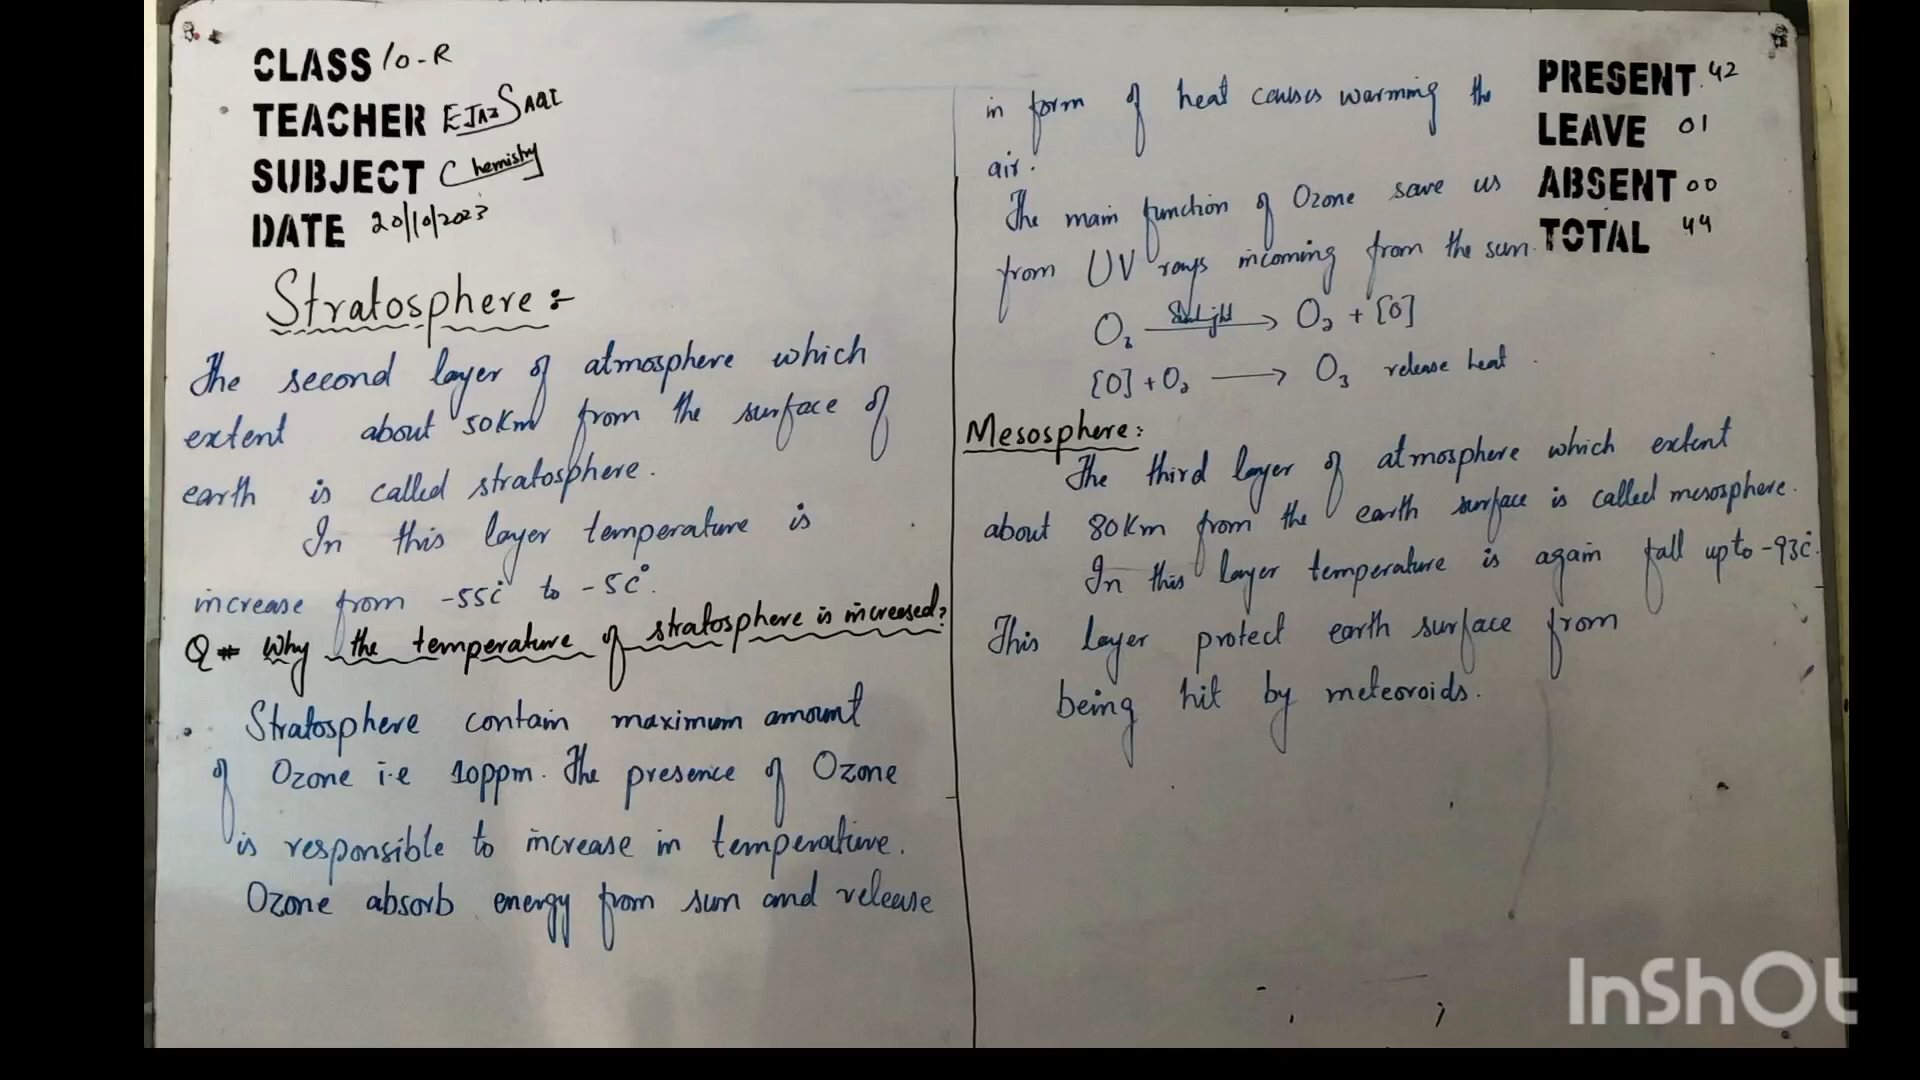 CLASS 10-R
TEACHER EJAZ SAQI
SUBJECT Chemistry
DATE 20/10/2023
Stratosphere:-
The second layer of atmosphere which
extent about 50Km from the surface of
earth is called stratosphere.
In this layer temperature is
increase from -55c° to -5c°.
Q# Why the temperature of stratosphere is increased?
Stratosphere contain maximum amount
of Ozone i.e 10ppm. The presence of Ozone
is responsible to increase in temperature.
Ozone absorb energy from sun and release
in form of heat causes warming the
air.
The main function of Ozone save us
from UV rays incoming from the sun.
O₂ Sunlight → O₂ + [O]
[O] + O₂ → O₃ release heat.
Mesosphere:
The third layer of atmosphere which extent
about 80Km from the earth surface is called mesosphere.
In this layer temperature is again fall upto -93c°.
This layer protect earth surface from
being hit by meteoroids.
PRESENT 42
LEAVE 01
ABSENT 00
TOTAL 44
InShOt